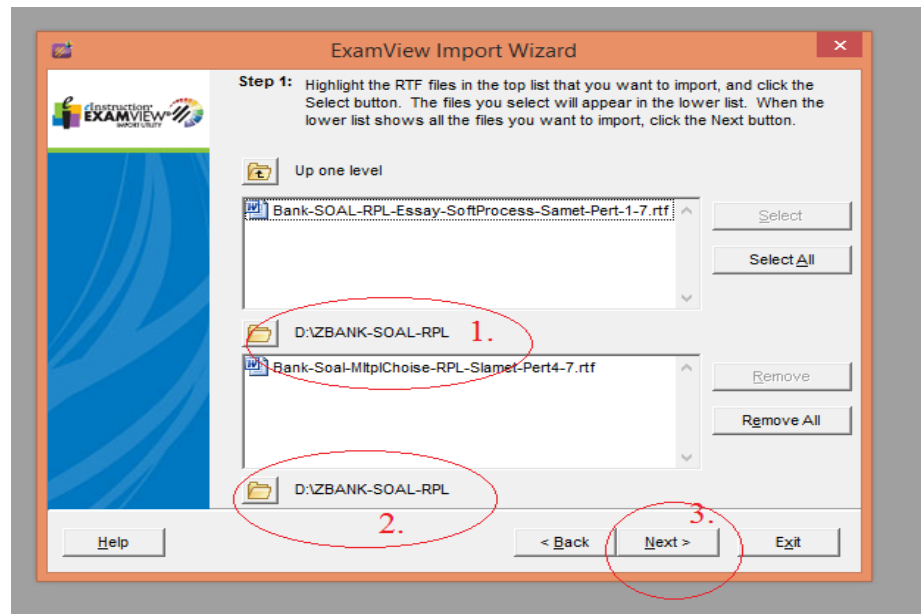 ExamView Import Wizard
eInstruction
EXAMVIEW
IMPORT UTILITY
Step 1: Highlight the RTF files in the top list that you want to import, and click the
Select button. The files you select will appear in the lower list. When the
lower list shows all the files you want to import, click the Next button.
Up one level
Bank-SOAL-RPL-Essay-SoftProcess-Samet-Pert-1-7.rtf
Select
Select All
D:\ZBANK-SOAL-RPL 1.
Bank-Soal-MltplChoise-RPL-Slamet-Pert4-7.rtf
Remove
Remove All
D:\ZBANK-SOAL-RPL
2.
3.
Help
< Back
Next >
Exit